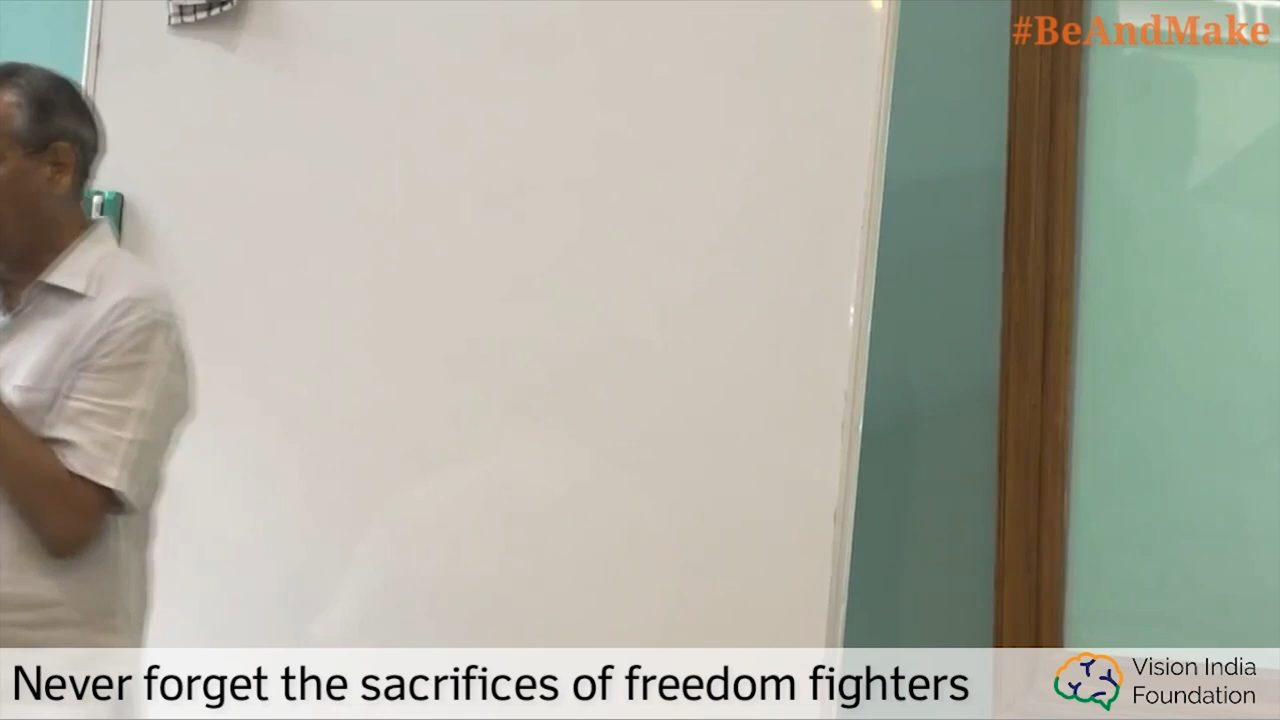 #BeAndMake
Never forget the sacrifices of freedom fighters
Vision India
Foundation